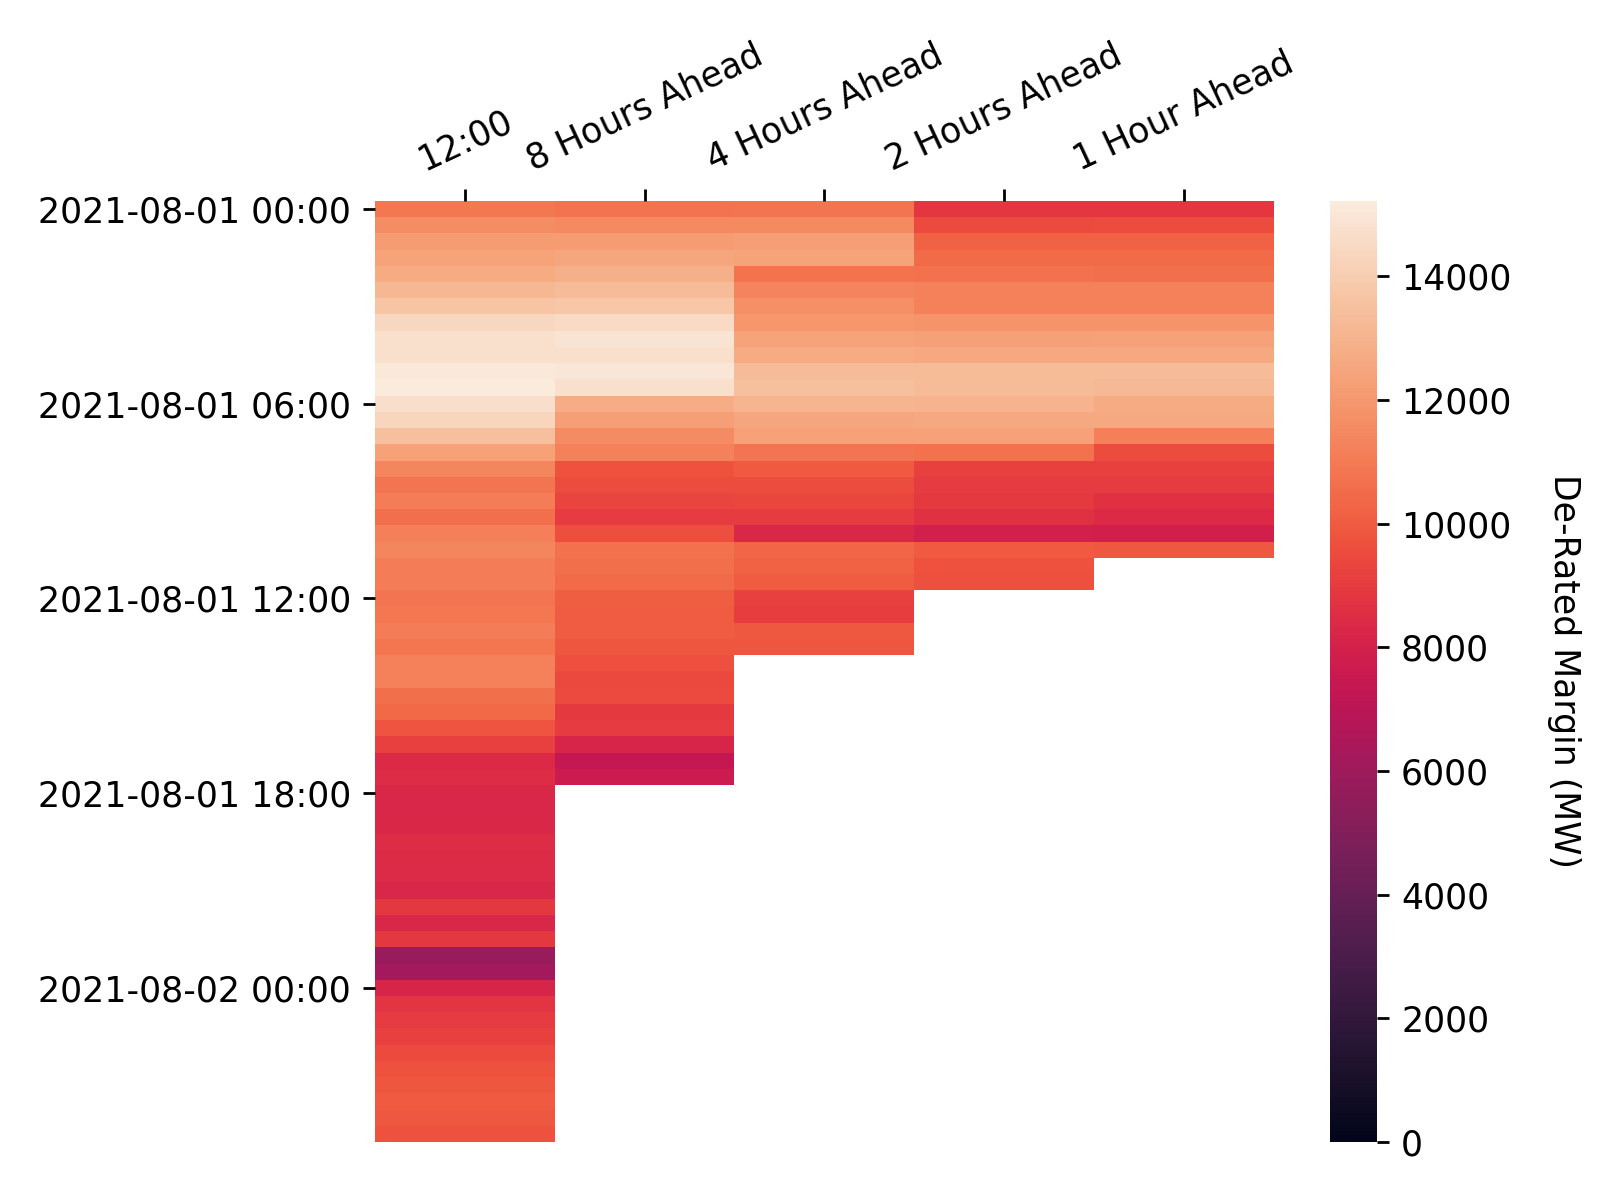 12:00
8 Hours Ahead
4 Hours Ahead
2 Hours Ahead
1 Hour Ahead
2021-08-01 00:00
2021-08-01 06:00
2021-08-01 12:00
2021-08-01 18:00
2021-08-02 00:00
14000
12000
10000
8000
6000
4000
2000
0
De-Rated Margin (MW)